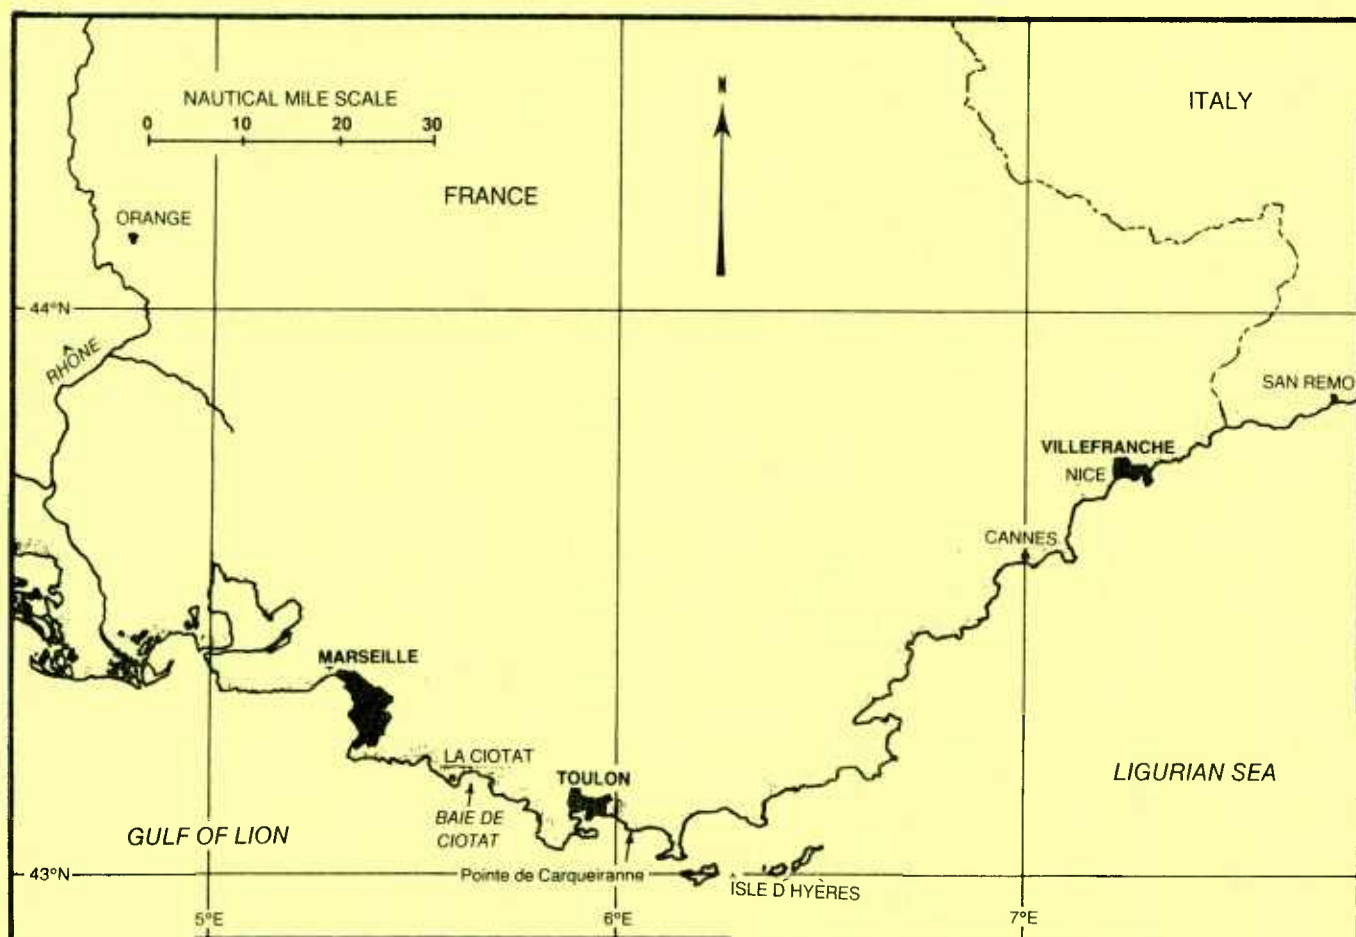 NAUTICAL MILE SCALE
0 10 20 30
N
ITALY
FRANCE
ORANGE
44°N
RHÔNE
SAN REMO
VILLEFRANCHE
NICE
CANNES
MARSEILLE
LA CIOTAT
TOULON
LIGURIAN SEA
BAIE DE
CIOTAT
GULF OF LION
Pointe de Carqueiranne
43°N
ISLE D'HYÈRES
5°E
6°E
7°E